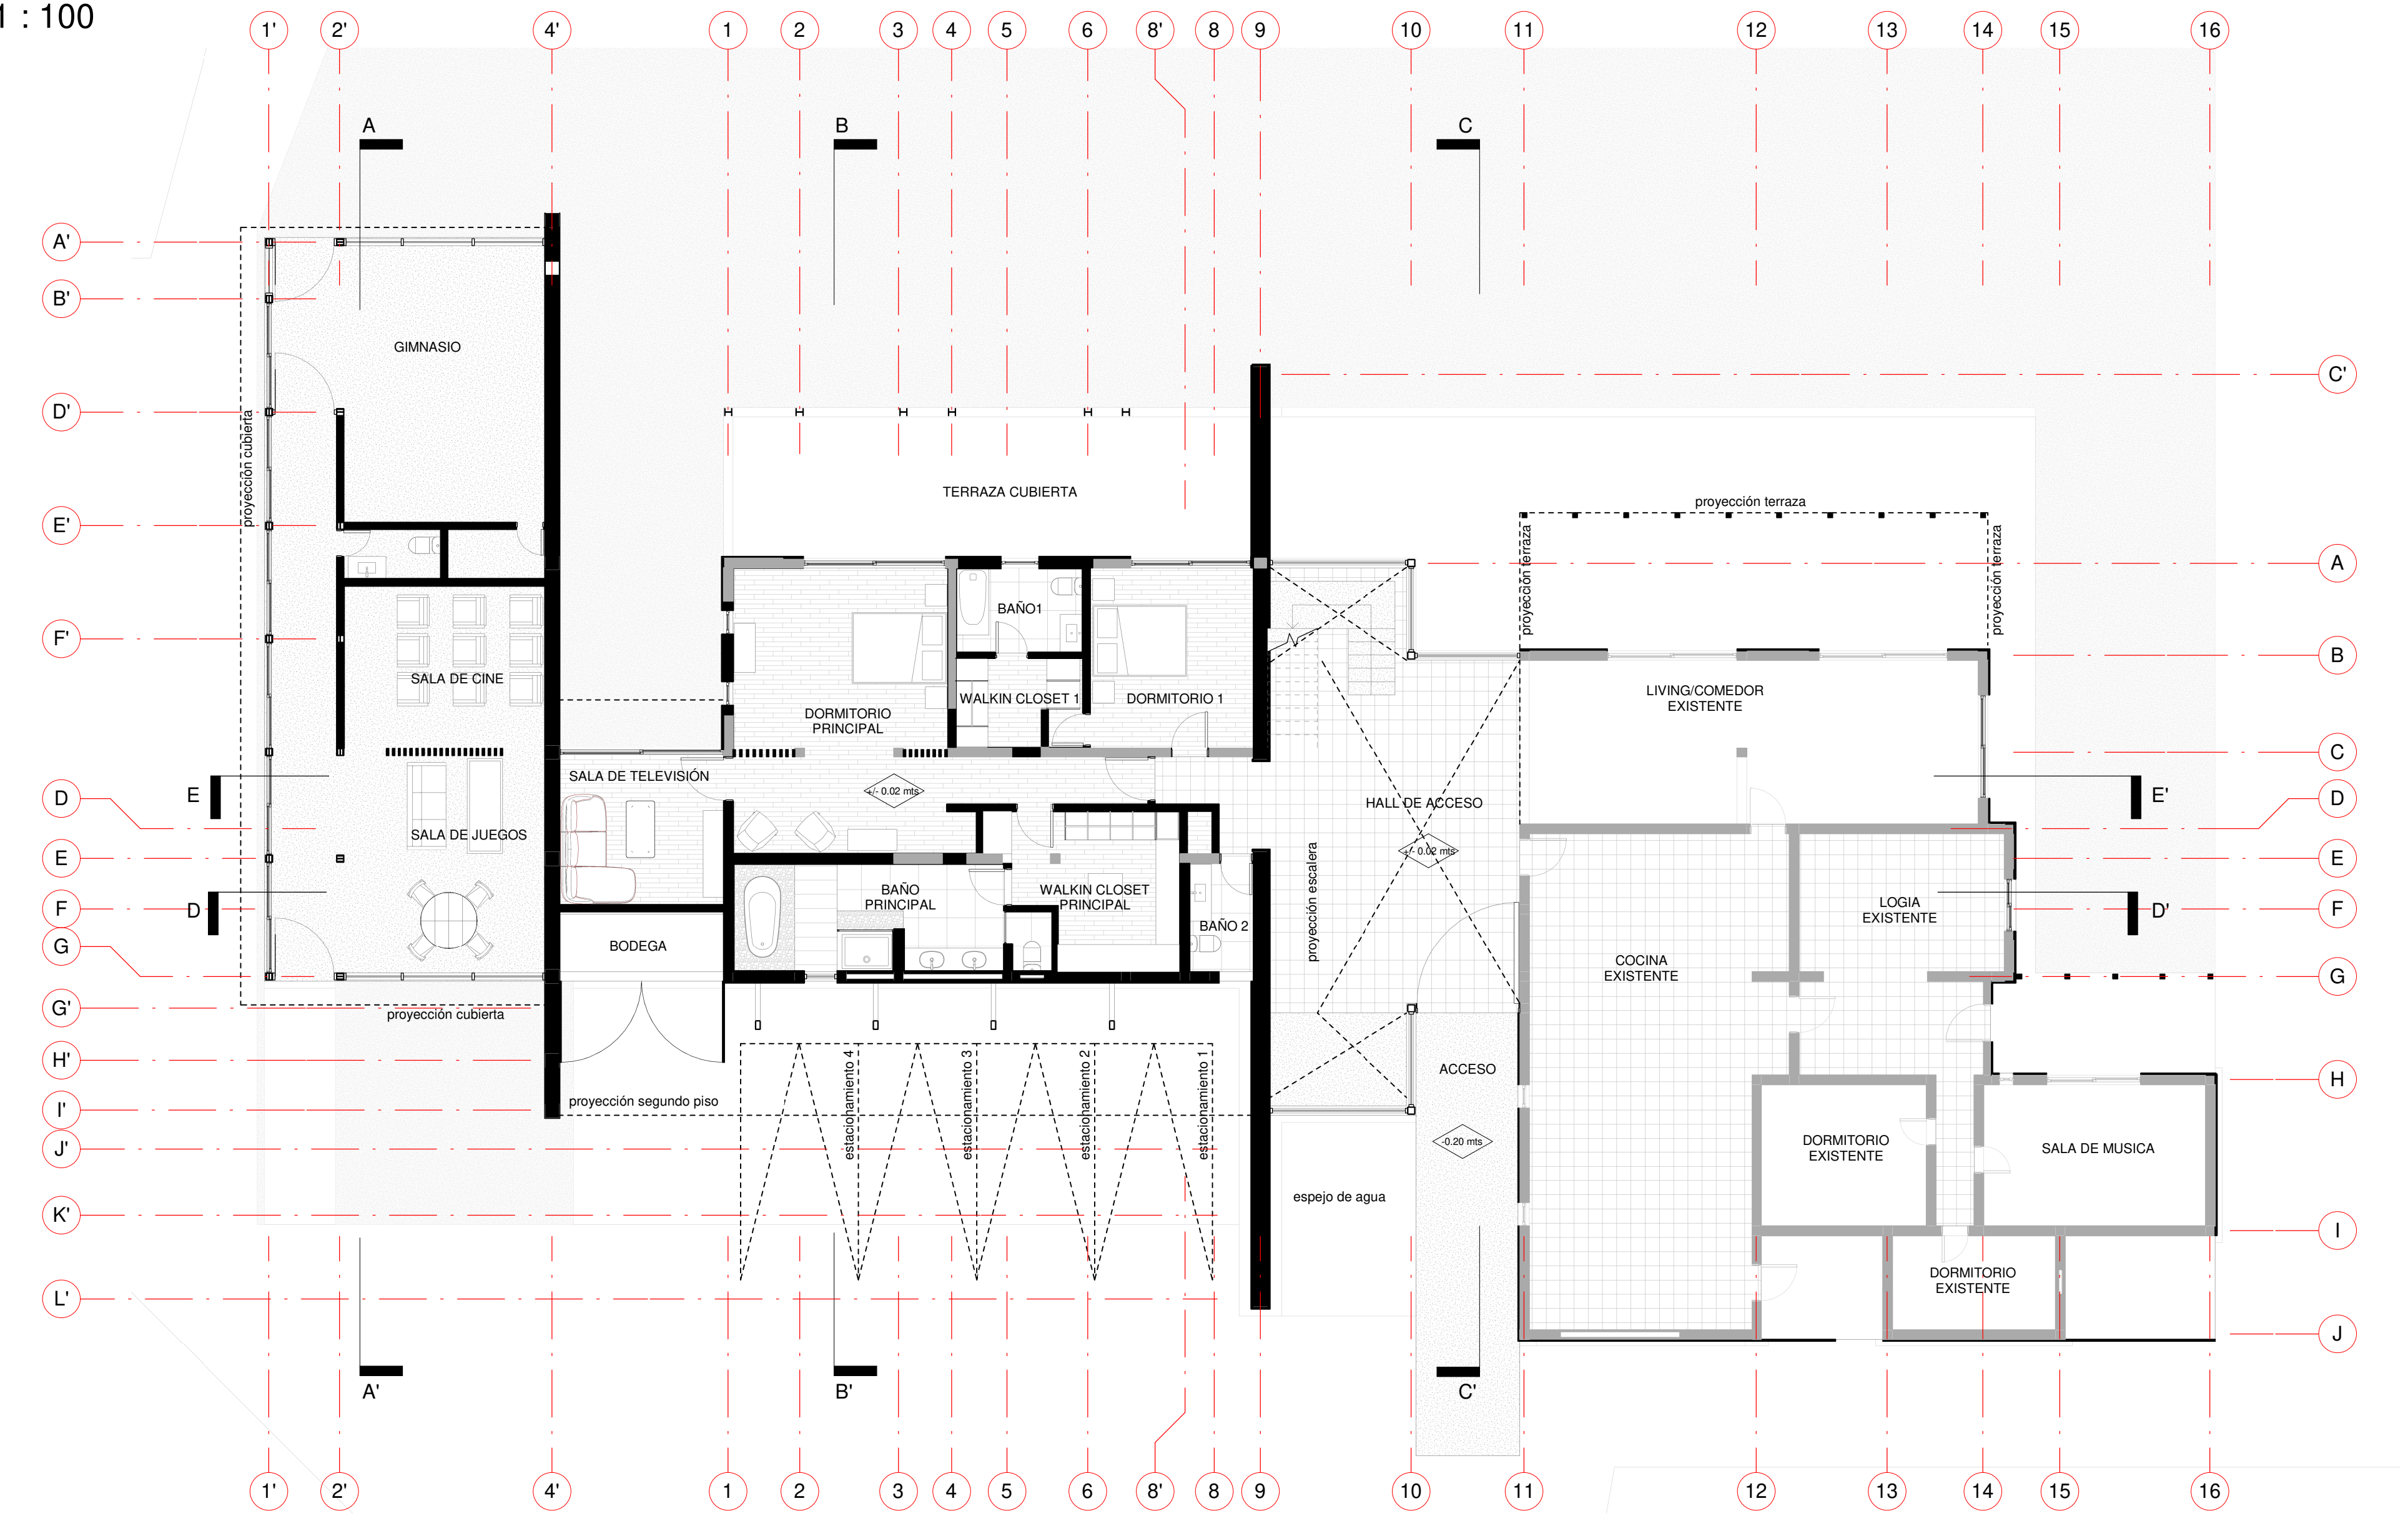 1 : 100
1' 2' 4' 1 2 3 4 5 6 8' 8 9 10 11 12 13 14 15 16
A B C
A'
B'
GIMNASIO
C'
D'
proyección cubierta
TERRAZA CUBIERTA
proyección terraza
E'
proyección terraza
proyección terraza
A
BAÑO1
F'
B
SALA DE CINE
WALKIN CLOSET 1
DORMITORIO 1
LIVING/COMEDOR
EXISTENTE
DORMITORIO
PRINCIPAL
C
SALA DE TELEVISIÓN
+/- 0.02 mts
E
E'
D
HALL DE ACCESO
D
SALA DE JUEGOS
+/- 0.02 mts
E
E
proyección escalera
BAÑO
PRINCIPAL
WALKIN CLOSET
PRINCIPAL
LOGIA
EXISTENTE
F
D
D'
F
BAÑO 2
G
BODEGA
COCINA
EXISTENTE
G
G'
proyección cubierta
H'
estacionamiento 4
estacionamiento 3
estacionamiento 2
estacionamiento 1
ACCESO
H
I'
proyección segundo piso
J'
-0.20 mts
DORMITORIO
EXISTENTE
SALA DE MUSICA
K'
espejo de agua
I
DORMITORIO
EXISTENTE
L'
J
A' B' C'
1' 2' 4' 1 2 3 4 5 6 8' 8 9 10 11 12 13 14 15 16